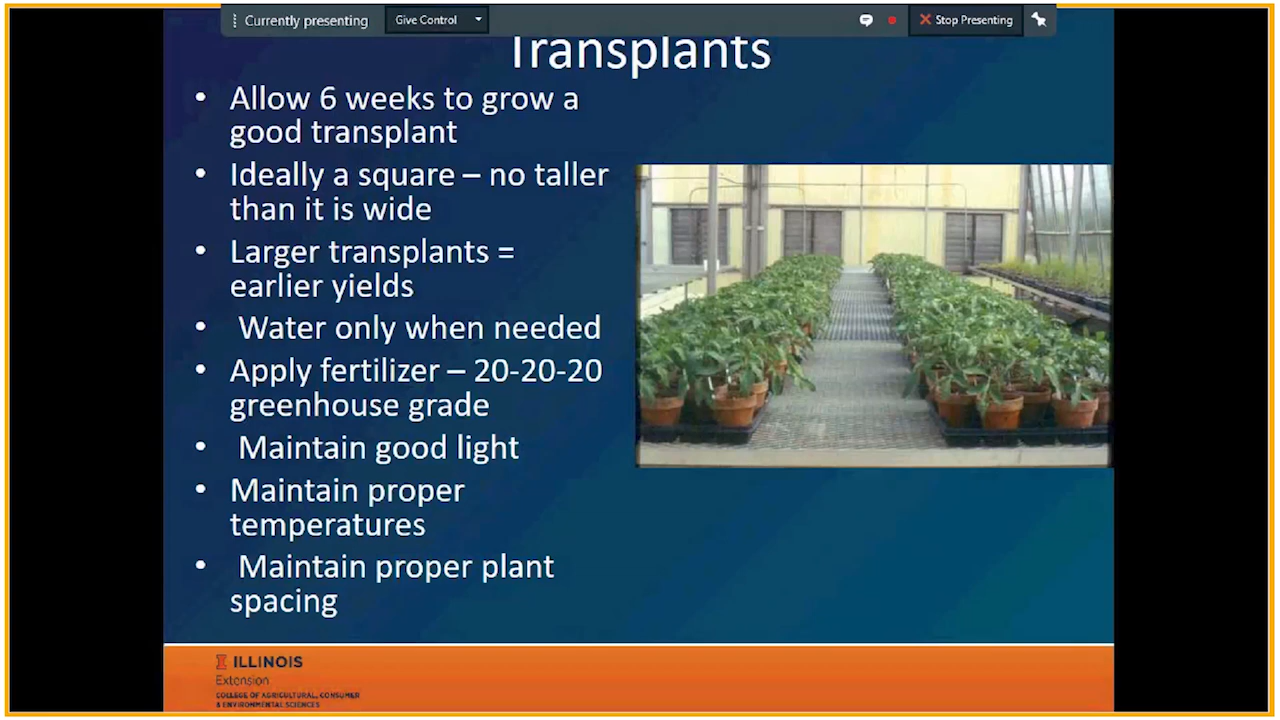 Currently presenting
Give Control
Stop Presenting
Transplants
• Allow 6 weeks to grow a
good transplant
• Ideally a square – no taller
than it is wide
• Larger transplants =
earlier yields
• Water only when needed
• Apply fertilizer – 20-20-20
greenhouse grade
• Maintain good light
• Maintain proper
temperatures
• Maintain proper plant
spacing
I ILLINOIS
Extension
COLLEGE OF AGRICULTURAL, CONSUMER
& ENVIRONMENTAL SCIENCES